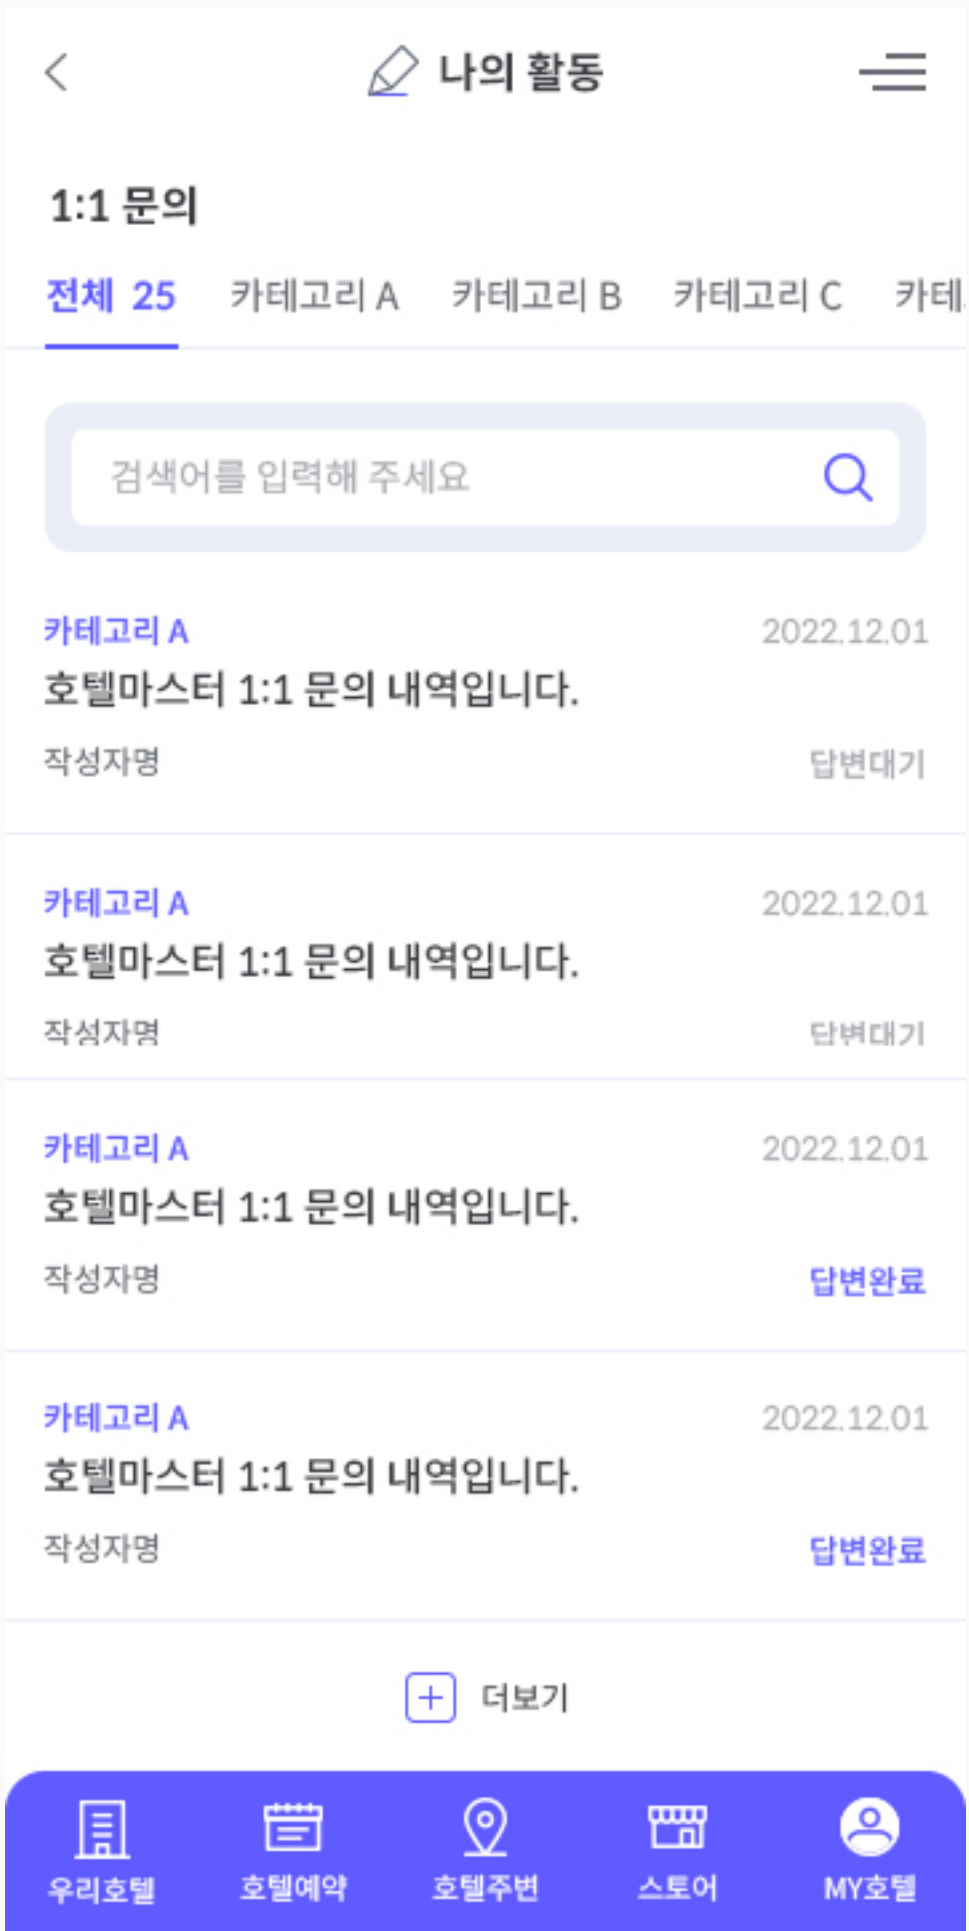 나의 활동
1:1 문의
전체 25 카테고리 A 카테고리 B 카테고리 C 카테
검색어를 입력해 주세요
카테고리 A 2022.12.01
호텔마스터 1:1 문의 내역입니다.
작성자명 답변대기
카테고리 A 2022.12.01
호텔마스터 1:1 문의 내역입니다.
작성자명 답변대기
카테고리 A 2022.12.01
호텔마스터 1:1 문의 내역입니다.
작성자명 답변완료
카테고리 A 2022.12.01
호텔마스터 1:1 문의 내역입니다.
작성자명 답변완료
더보기
우리호텔 호텔예약 호텔주변 스토어 MY호텔